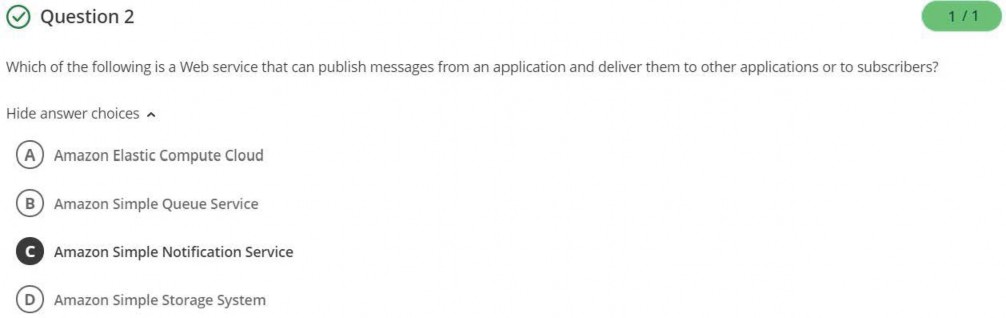 Question 2
1 / 1
Which of the following is a Web service that can publish messages from an application and deliver them to other applications or to subscribers?
Hide answer choices
A Amazon Elastic Compute Cloud
B Amazon Simple Queue Service
C Amazon Simple Notification Service
D Amazon Simple Storage System